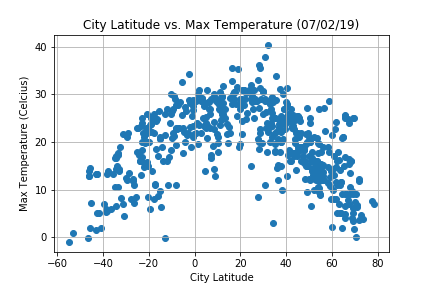 City Latitude vs. Max Temperature (07/02/19)
Max Temperature (Celcius)
40
30
20
10
0
−60 −40 −20 0 20 40 60 80
City Latitude